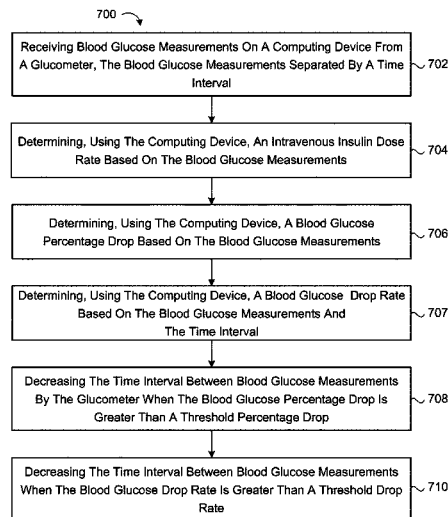 700
Receiving Blood Glucose Measurements On A Computing Device From
A Glucometer, The Blood Glucose Measurements Separated By A Time
Interval
702
Determining, Using The Computing Device, An Intravenous Insulin Dose
Rate Based On The Blood Glucose Measurements
704
Determining, Using The Computing Device, A Blood Glucose
Percentage Drop Based On The Blood Glucose Measurements
706
Determining, Using The Computing Device, A Blood Glucose Drop Rate
Based On The Blood Glucose Measurements And
The Time Interval
707
Decreasing The Time Interval Between Blood Glucose Measurements
By The Glucometer When The Blood Glucose Percentage Drop Is
Greater Than A Threshold Percentage Drop
708
Decreasing The Time Interval Between Blood Glucose Measurements
When The Blood Glucose Drop Rate Is Greater Than A Threshold Drop
Rate
710